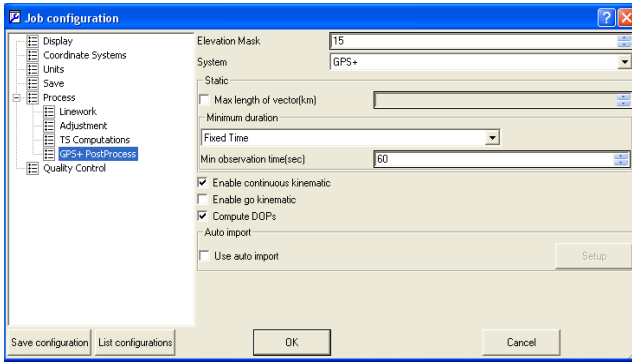 Job configuration
Display
Coordinate Systems
Units
Save
Process
Linework
Adjustment
TS Computations
GPS+ PostProcess
Quality Control
Elevation Mask 15
System GPS+
Static
Max length of vector(km)
Minimum duration
Fixed Time
Min observation time(sec) 60
Enable continuous kinematic
Enable go kinematic
Compute DOPs
Auto import
Use auto import Setup
Save configuration List configurations OK Cancel